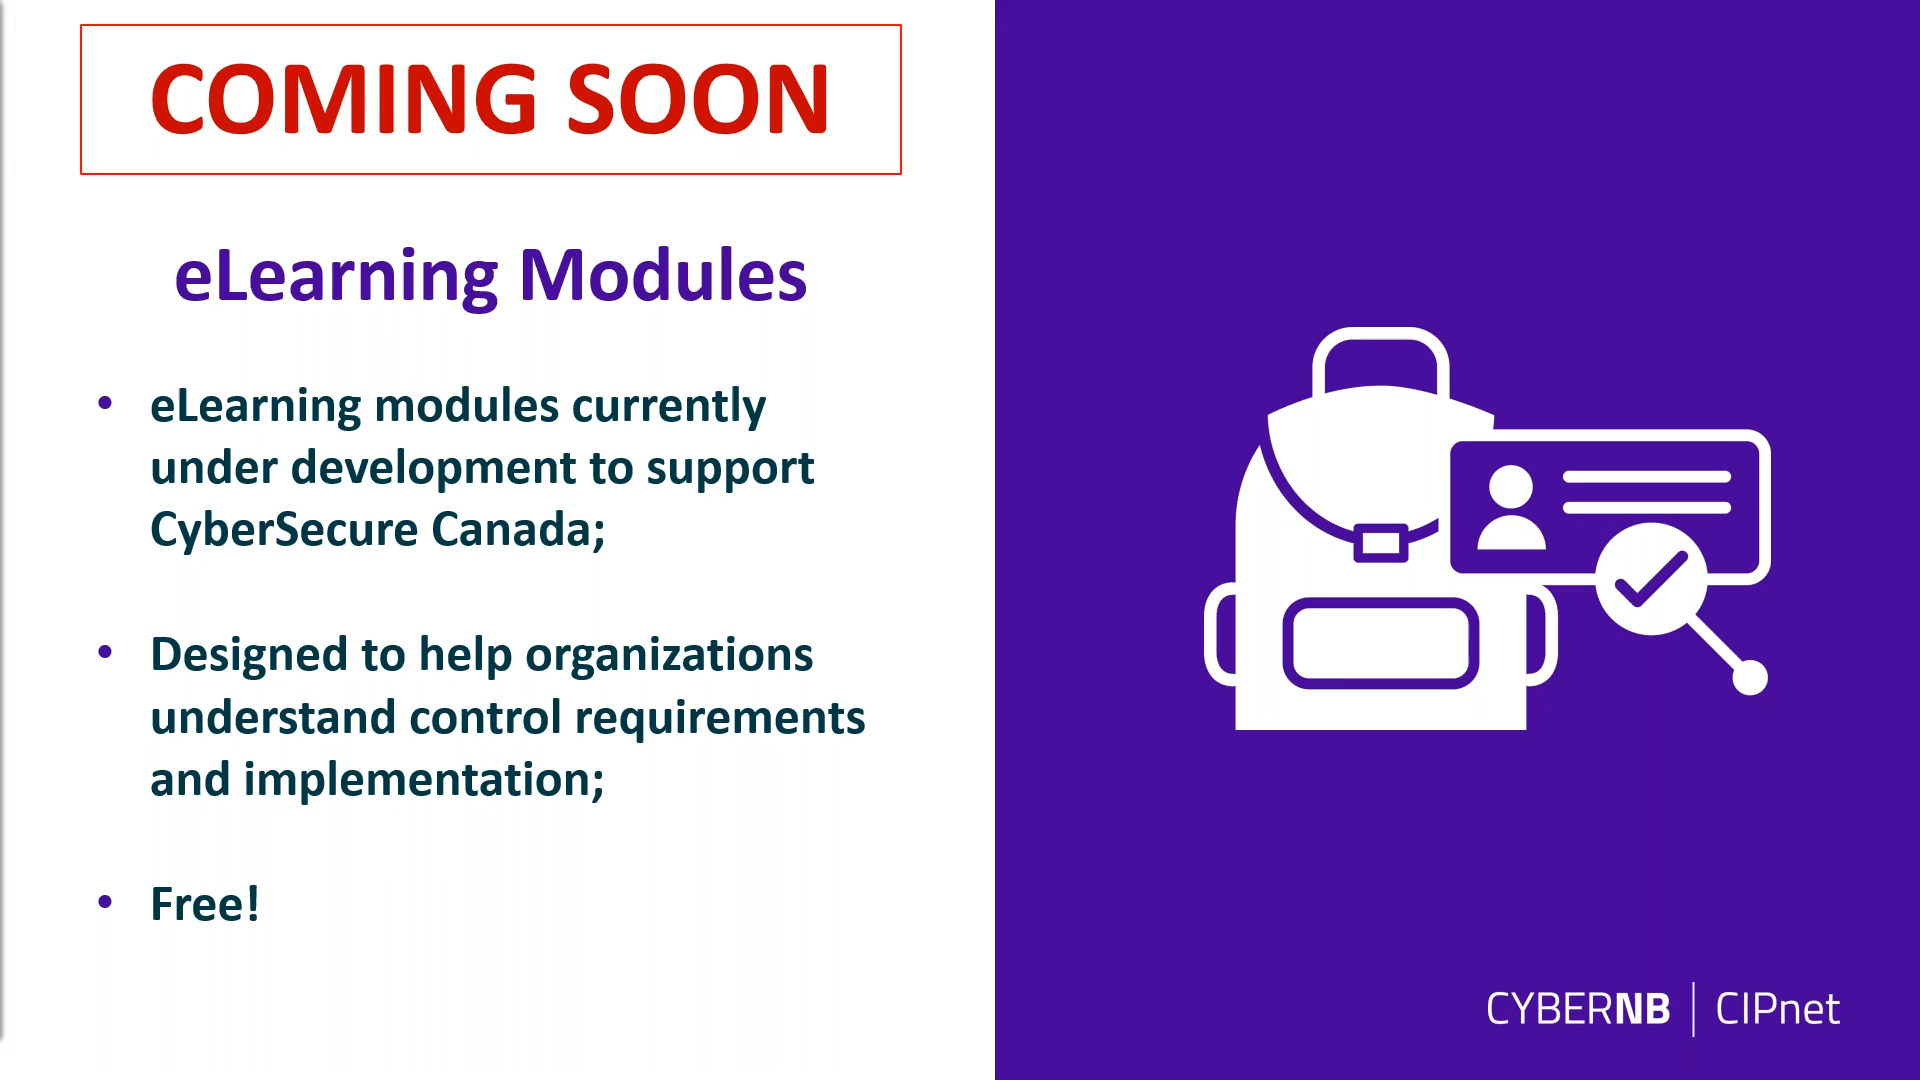 COMING SOON
eLearning Modules
• eLearning modules currently
under development to support
CyberSecure Canada;
• Designed to help organizations
understand control requirements
and implementation;
• Free!
CYBERNB | CIPnet